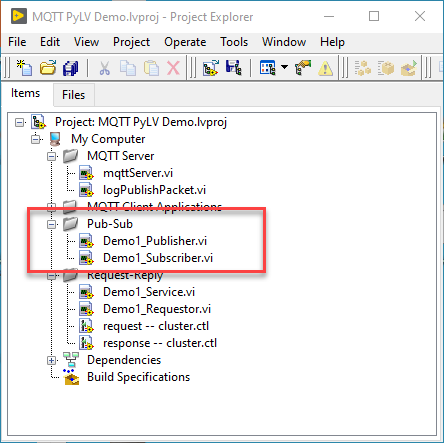 MQTT PyLV Demo.lvproj - Project Explorer
File Edit View Project Operate Tools Window Help
Items Files
Project: MQTT PyLV Demo.lvproj
My Computer
MQTT Server
mqttServer.vi
logPublishPacket.vi
MQTT Client Applications
Pub-Sub
Demo1_Publisher.vi
Demo1_Subscriber.vi
Request-Reply
Demo1_Service.vi
Demo1_Requestor.vi
request -- cluster.ctl
response -- cluster.ctl
Dependencies
Build Specifications